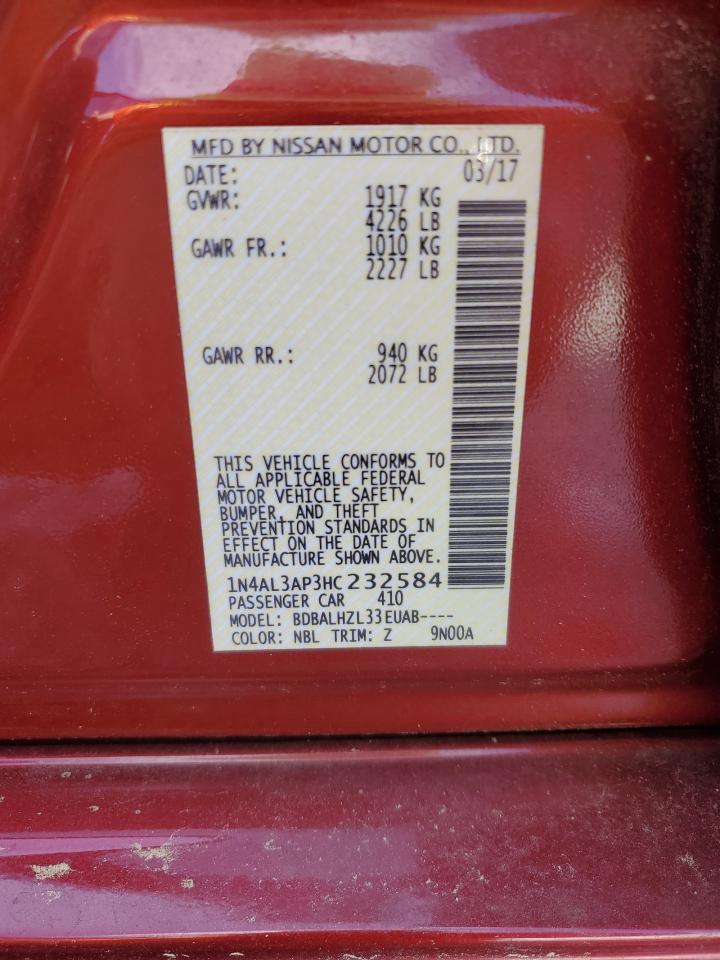 MFD BY NISSAN MOTOR CO., LTD.
DATE: 03/17
GVWR: 1917 KG
4226 LB
GAWR FR.: 1010 KG
2227 LB
GAWR RR.: 940 KG
2072 LB
THIS VEHICLE CONFORMS TO
ALL APPLICABLE FEDERAL
MOTOR VEHICLE SAFETY,
BUMPER, AND THEFT
PREVENTION STANDARDS IN
EFFECT ON THE DATE OF
MANUFACTURE SHOWN ABOVE.
1N4AL3AP3HC232584
PASSENGER CAR 410
MODEL: BDBALHZL33EUAB----
COLOR: NBL TRIM: Z 9N00A